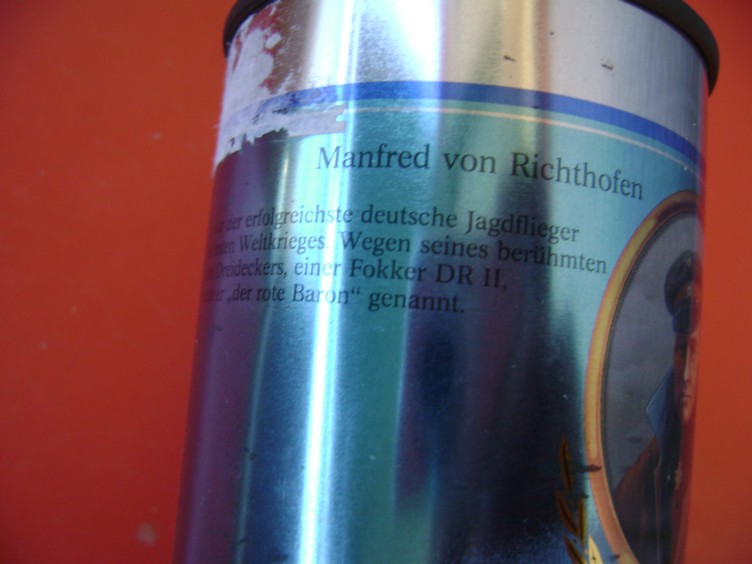 Manfred von Richthofen
der erfolgreichste deutsche Jagdflieger
Weltkrieges. Wegen seines berühmten
Dreideckers, einer Fokker DR II,
er „der rote Baron“ genannt.